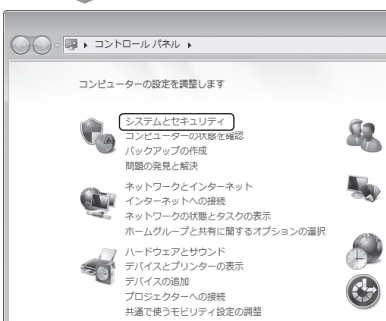 コントロール パネル
コンピューターの設定を調整します
システムとセキュリティ
コンピューターの状態を確認
バックアップの作成
問題の発見と解決
ネットワークとインターネット
インターネットへの接続
ネットワークの状態とタスクの表示
ホームグループと共有に関するオプションの選択
ハードウェアとサウンド
デバイスとプリンターの表示
デバイスの追加
プロジェクターへの接続
共通で使うモビリティ設定の調整